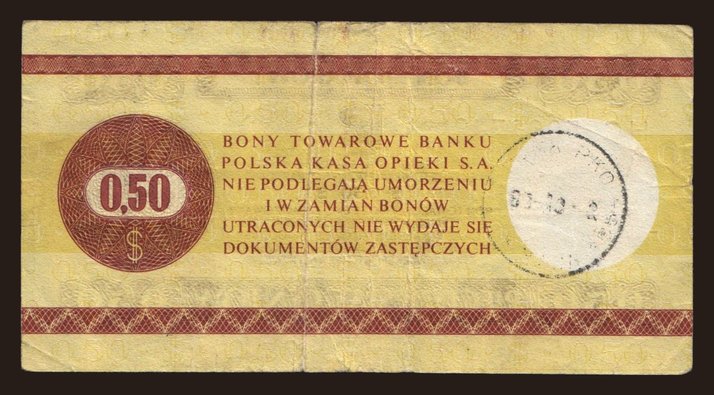 BONY TOWAROWE BANKU
POLSKA KASA OPIEKI S.A.
NIE PODLEGAJĄ UMORZENIU
I W ZAMIAN BONÓW
UTRACONYCH NIE WYDAJE SIĘ
DOKUMENTÓW ZASTĘPCZYCH
0,50
$
PKO